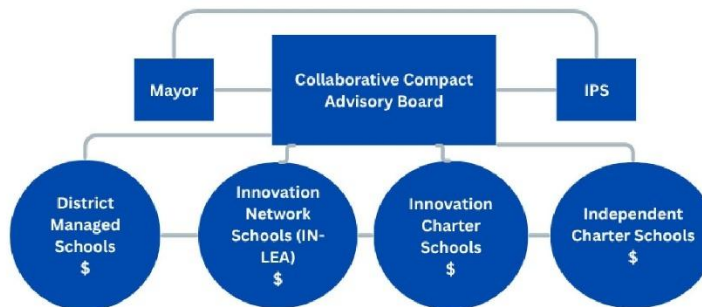 Mayor
Collaborative Compact
Advisory Board
IPS
District
Managed
Schools
$
Innovation
Network
Schools (IN-
LEA)
$
Innovation
Charter
Schools
$
Independent
Charter Schools
$